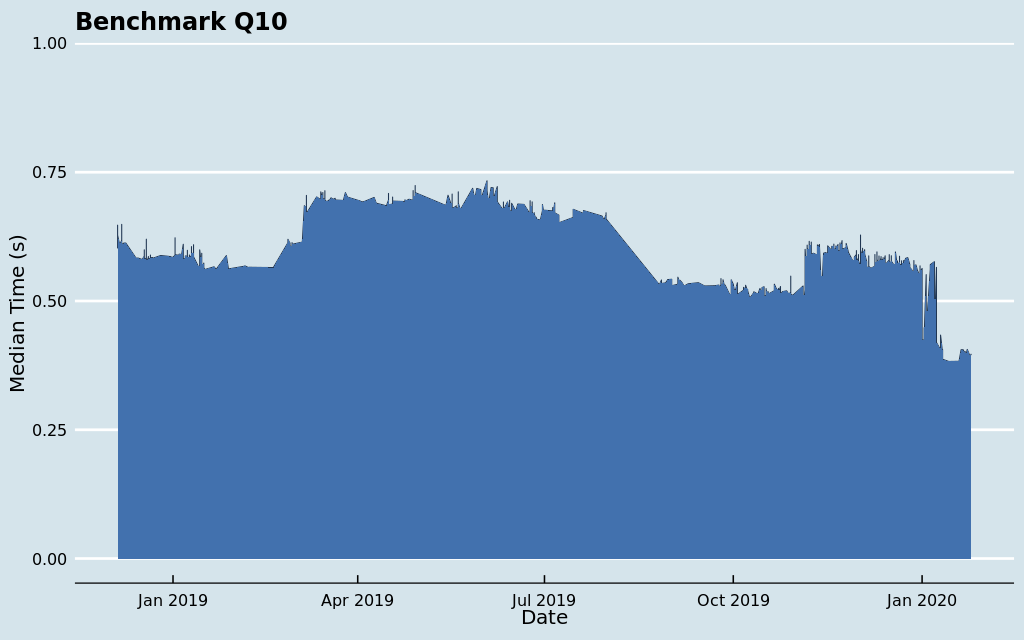 Benchmark Q10
1.00
0.75
0.50
0.25
0.00
Median Time (s)
Jan 2019
Apr 2019
Jul 2019
Oct 2019
Jan 2020
Date